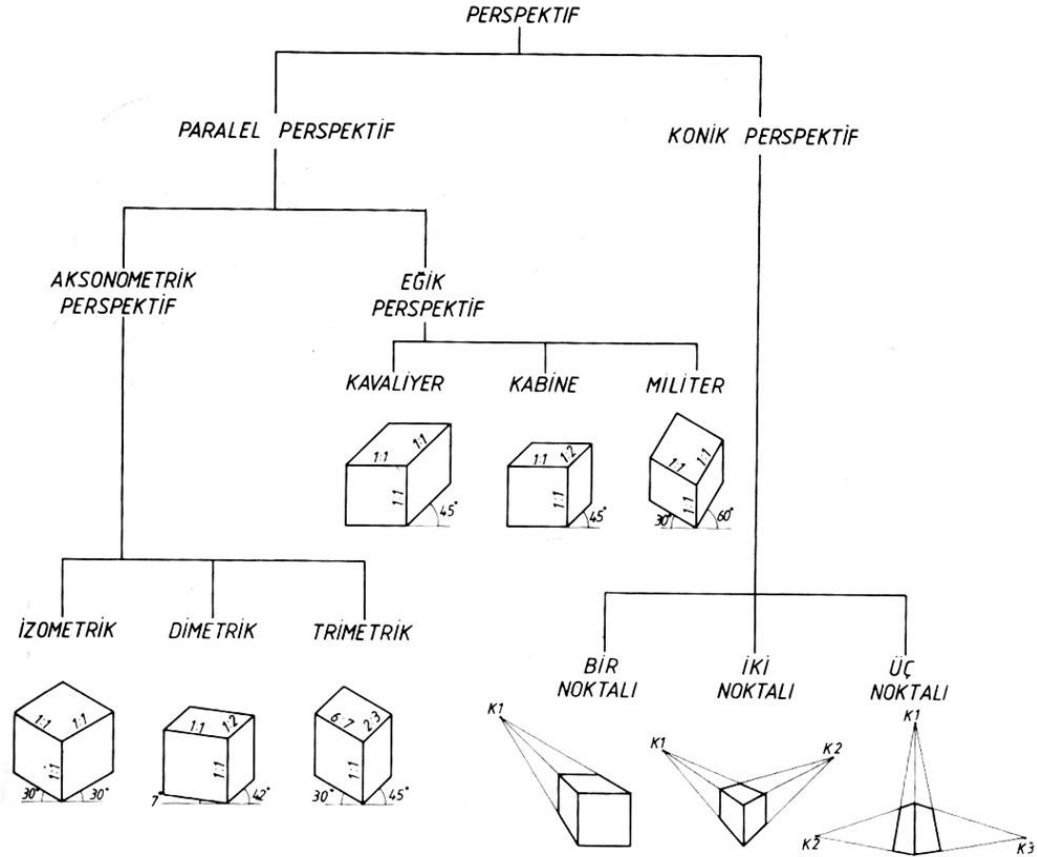 PERSPEKTIF
PARALEL PERSPEKTİF
KONİK PERSPEKTİF
AKSONOMETRİK
PERSPEKTİF
EĞİK
PERSPEKTİF
KAVALİYER
KABİNE
MİLİTER
1:1
1:1
1:1
45°
1:1
1:2
1:1
45°
1:1
1:1
1:1
30°
60°
İZOMETRİK
DİMETRİK
TRİMETRİK
1:1
1:1
1:1
30°
30°
1:1
1:2
1:1
7°
42°
6:7
2:3
1:1
30°
45°
BİR
NOKTALI
İKİ
NOKTALI
ÜÇ
NOKTALI
K1
K1
K2
K1
K2
K3